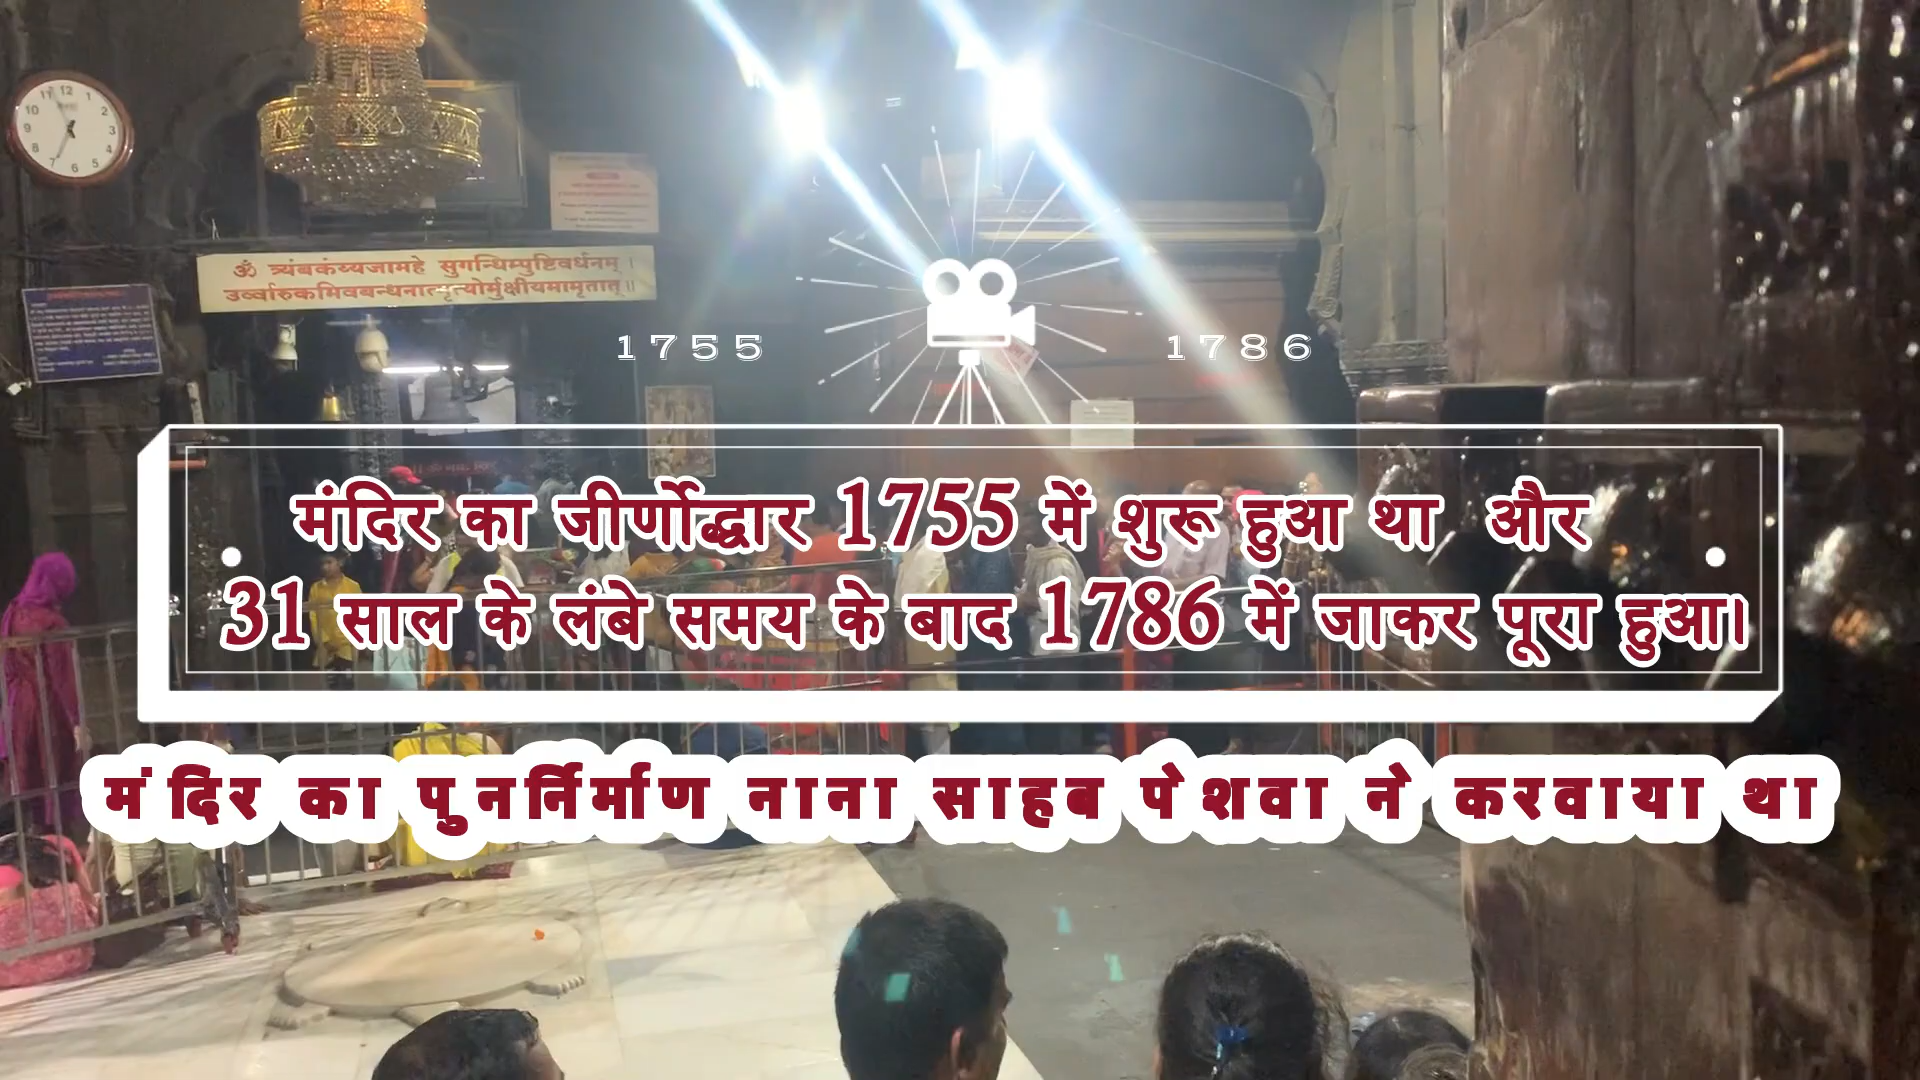 ॐ त्र्यंबकंय्यजामहे सुगन्धिम्पुष्टिवर्धनम् ।
उर्व्वारुकमिवबन्धनात्मृत्योर्मुक्षीयमामृतात् ॥
1755 1786
मंदिर का जीर्णोद्धार 1755 में शुरू हुआ था और
31 साल के लंबे समय के बाद 1786 में जाकर पूरा हुआ।
मंदिर का पुनर्निर्माण नाना साहब पेशवा ने करवाया था